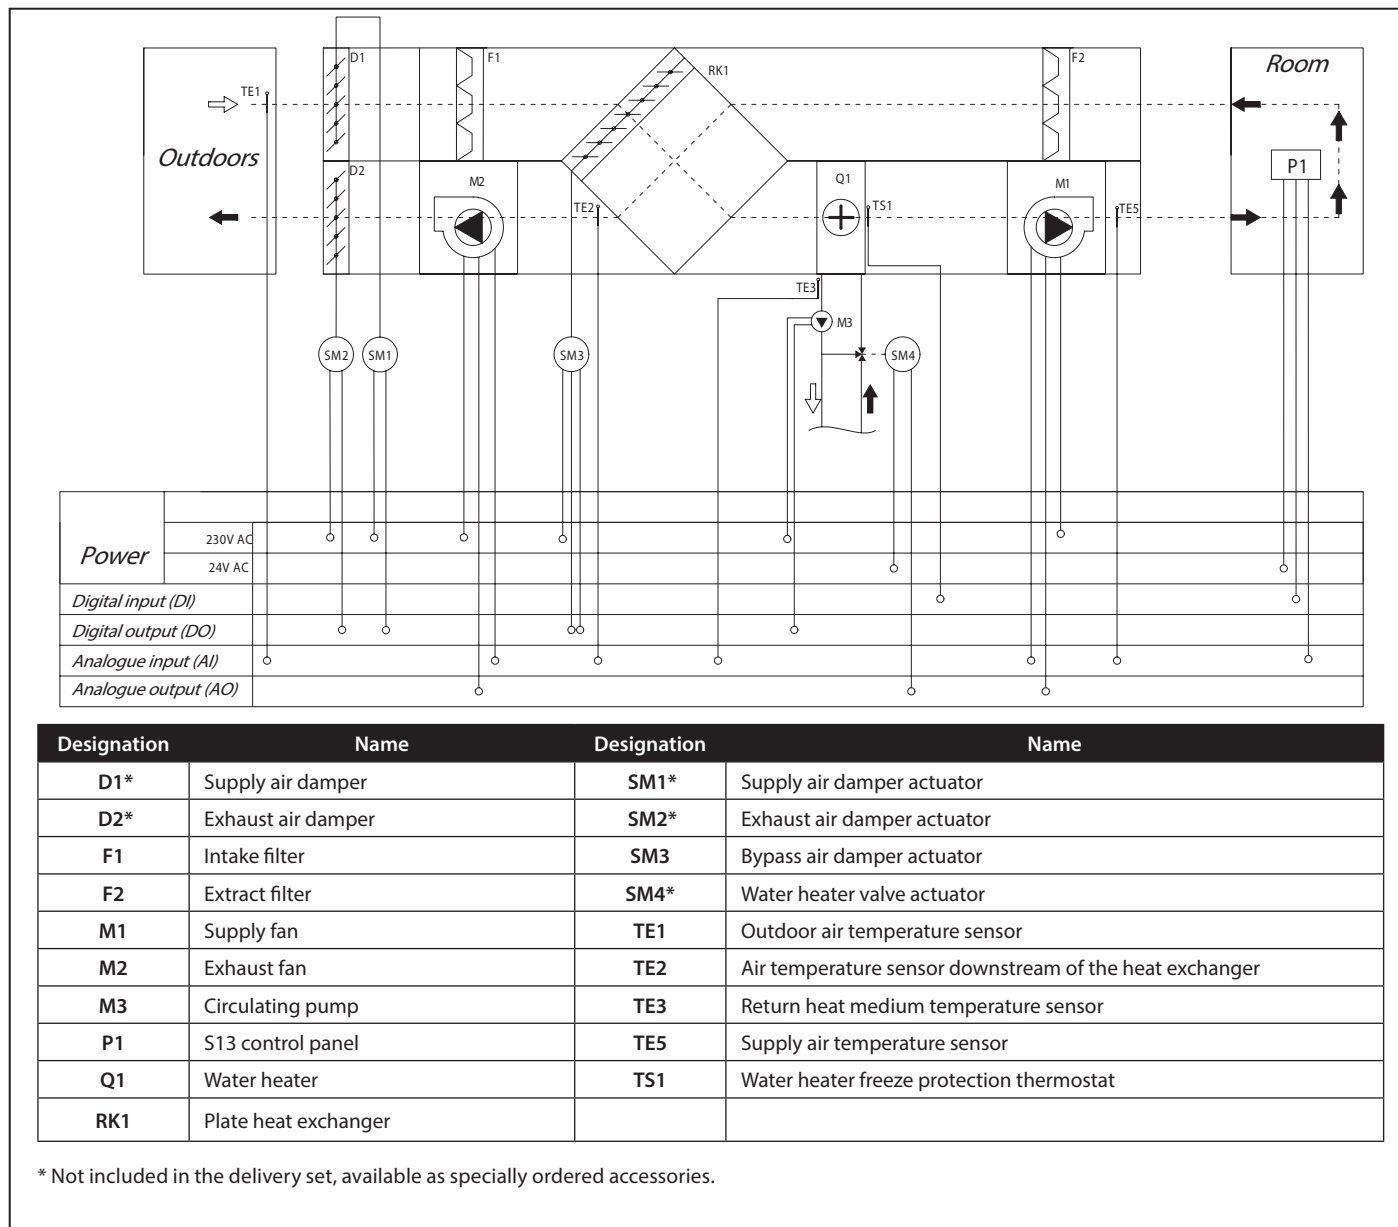 D1
F1
RK1
F2
Room
TE1
Outdoors
D2
M2
TE2
Q1
TS1
M1
TE5
P1
TE3
M3
SM2
SM1
SM3
SM4
Power
230V AC
24V AC
Digital input (DI)
Digital output (DO)
Analogue input (AI)
Analogue output (AO)
Designation Name Designation Name
D1* Supply air damper SM1* Supply air damper actuator
D2* Exhaust air damper SM2* Exhaust air damper actuator
F1 Intake filter SM3 Bypass air damper actuator
F2 Extract filter SM4* Water heater valve actuator
M1 Supply fan TE1 Outdoor air temperature sensor
M2 Exhaust fan TE2 Air temperature sensor downstream of the heat exchanger
M3 Circulating pump TE3 Return heat medium temperature sensor
P1 S13 control panel TE5 Supply air temperature sensor
Q1 Water heater TS1 Water heater freeze protection thermostat
RK1 Plate heat exchanger
* Not included in the delivery set, available as specially ordered accessories.